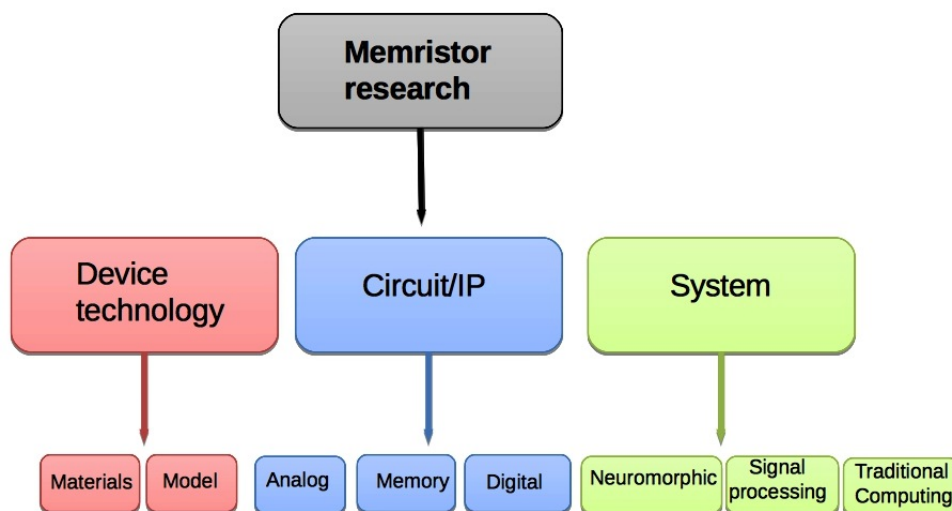 Memristor
research
Device
technology
Circuit/IP
System
Materials
Model
Analog
Memory
Digital
Neuromorphic
Signal
processing
Traditional
Computing